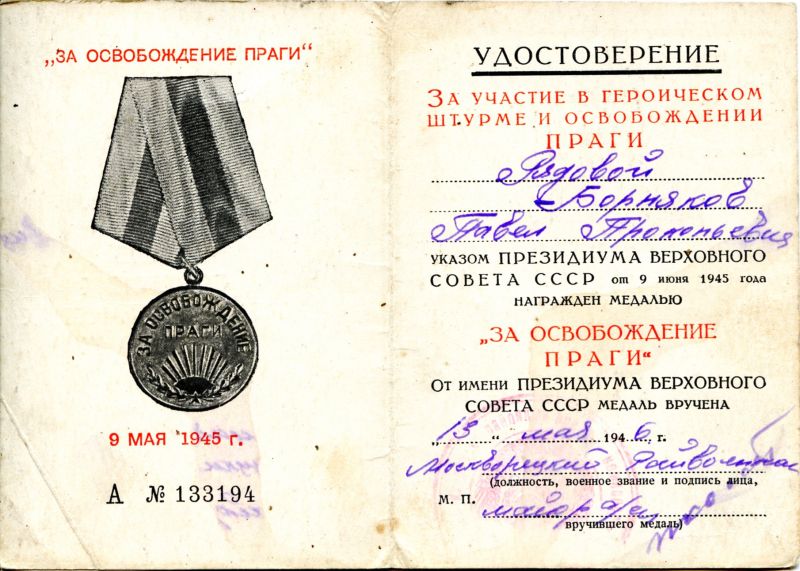 „ЗА ОСВОБОЖДЕНИЕ ПРАГИ“
ЗА ОСВОБОЖДЕНИЕ
ПРАГИ
9 МАЯ 1945 г.
А № 133194
УДОСТОВЕРЕНИЕ
ЗА УЧАСТИЕ В ГЕРОИЧЕСКОМ
ШТУРМЕ И ОСВОБОЖДЕНИИ
ПРАГИ
Рядовой
Борняков
Павел Прокопьевич
УКАЗОМ ПРЕЗИДИУМА ВЕРХОВНОГО
СОВЕТА СССР от 9 июня 1945 года
НАГРАЖДЕН МЕДАЛЬЮ
„ЗА ОСВОБОЖДЕНИЕ
ПРАГИ“
От имени ПРЕЗИДИУМА ВЕРХОВНОГО
СОВЕТА СССР МЕДАЛЬ ВРУЧЕНА
„13“ мая 1946 г.
Москворецкий Райвоенком
(должность, военное звание и подпись лица,
М. П. майор а/с
вручившего медаль)